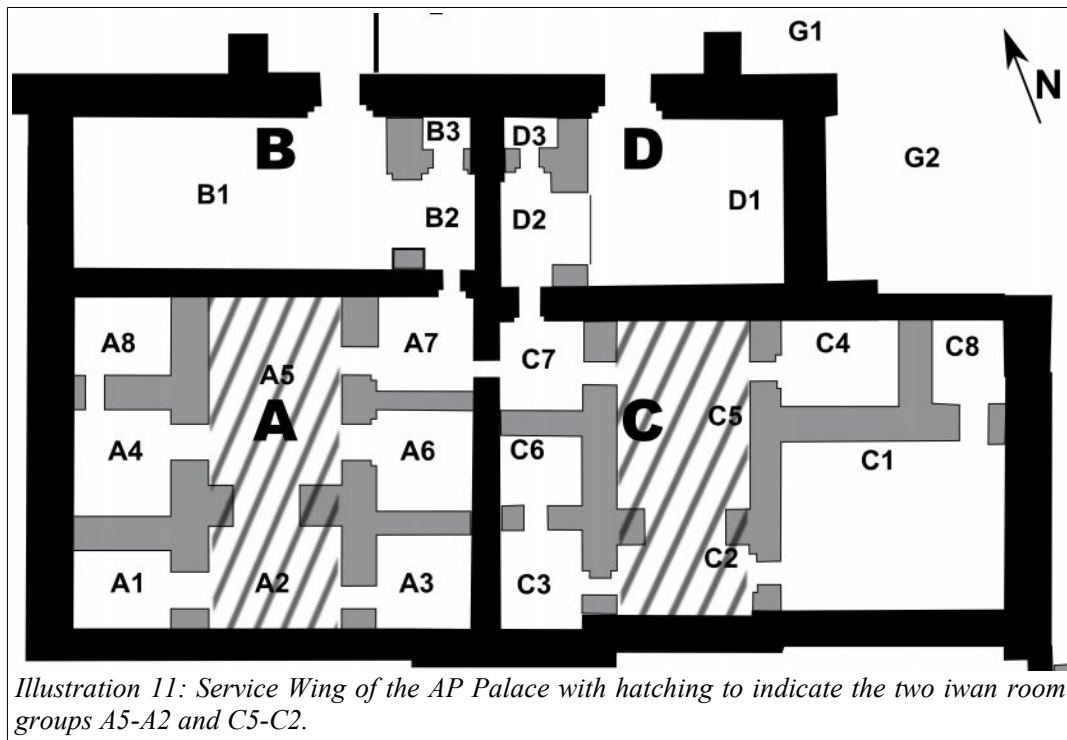 G1
N
B
B3
D3
D
G2
B1
B2
D2
D1
A8
A5
A7
C7
C4
C8
A
C5
C
A4
A6
C6
C1
A1
A2
A3
C3
C2
Illustration 11: Service Wing of the AP Palace with hatching to indicate the two iwan room
groups A5-A2 and C5-C2.